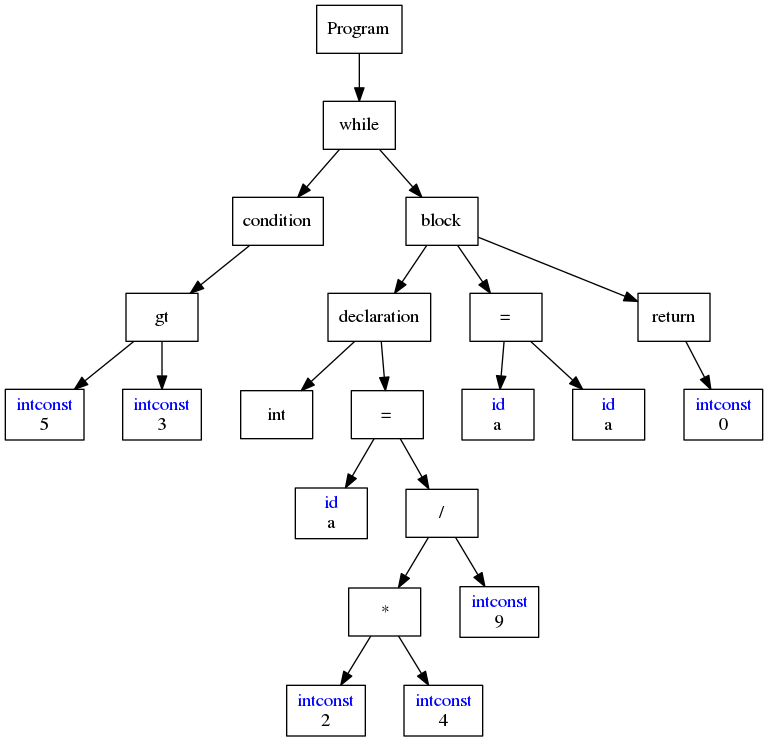 Program
while
condition
block
gt
declaration
=
return
intconst
5
intconst
3
int
=
id
a
id
a
intconst
0
id
a
/
*
intconst
9
intconst
2
intconst
4